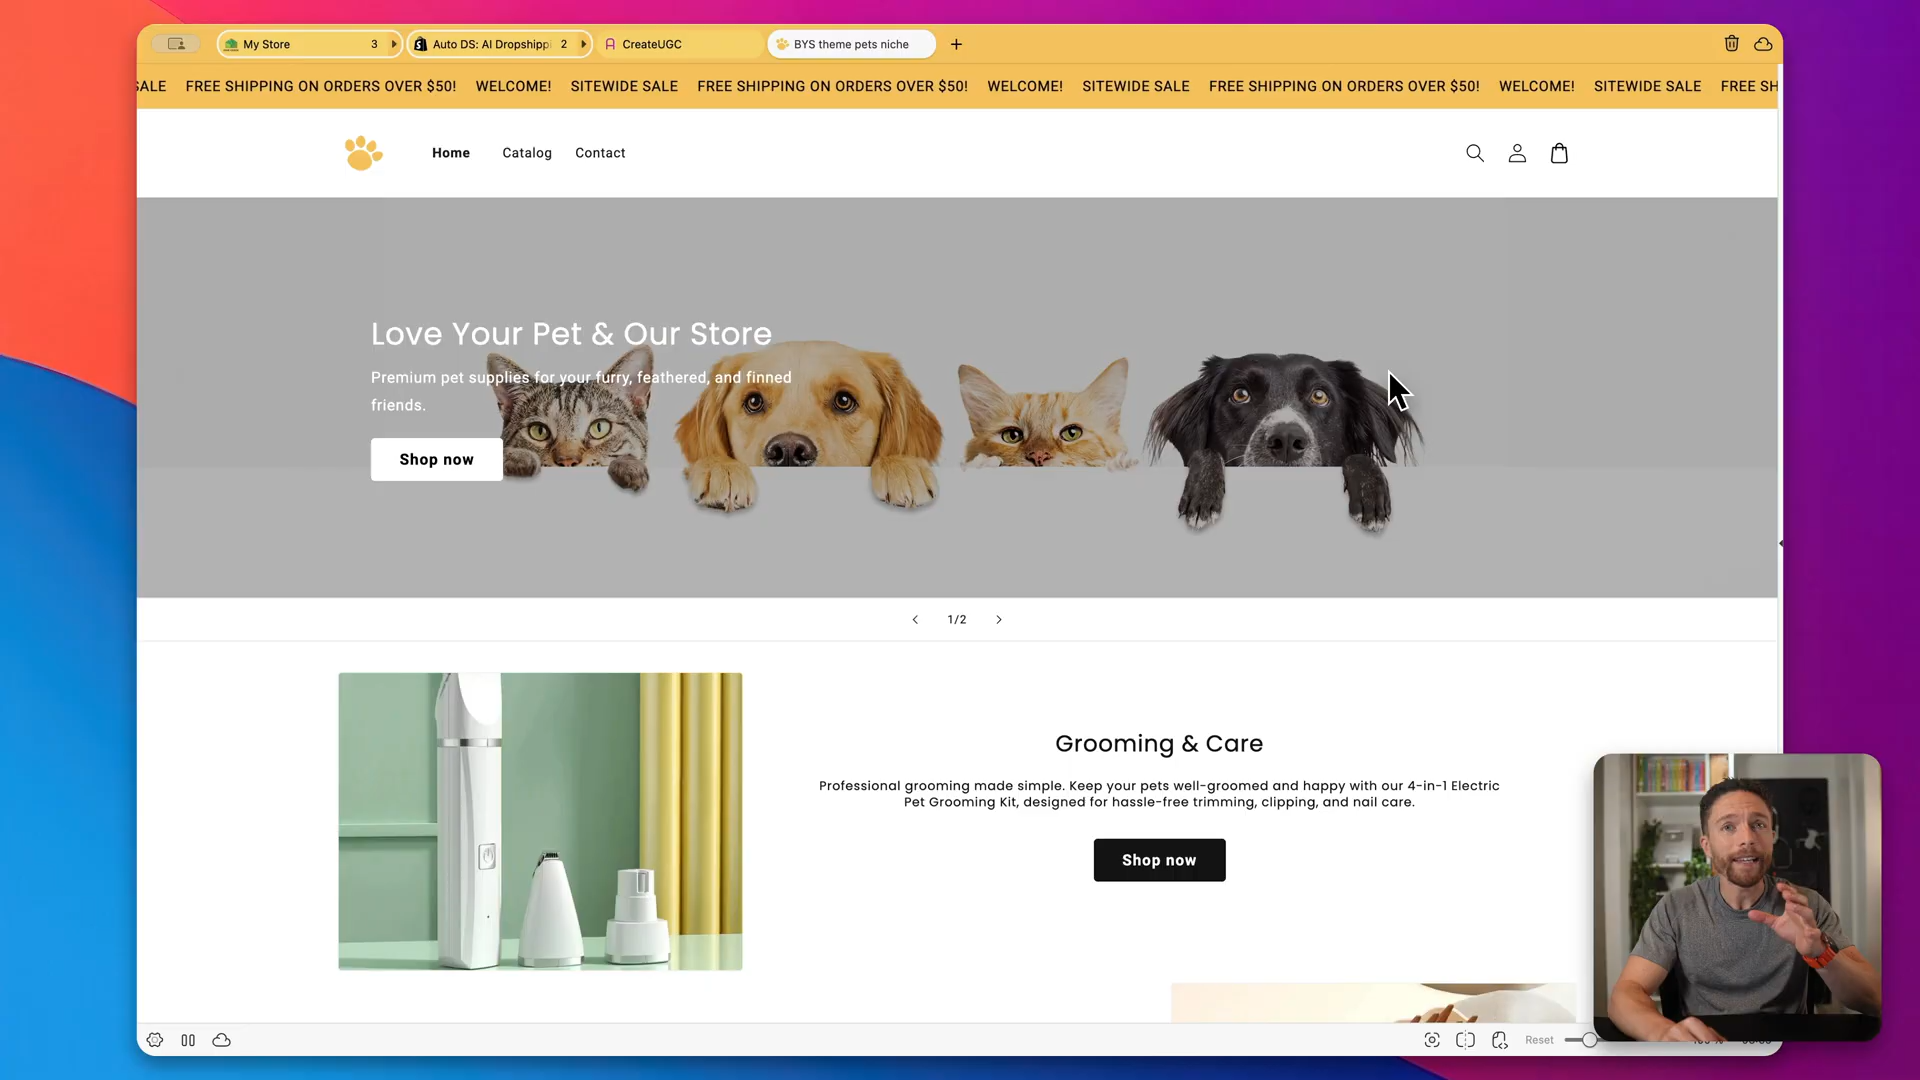 My Store 3
Auto DS: AI Dropshippi 2
CreateUGC
BYS theme pets niche
SALE FREE SHIPPING ON ORDERS OVER $50! WELCOME! SITEWIDE SALE FREE SHIPPING ON ORDERS OVER $50! WELCOME! SITEWIDE SALE FREE SHIPPING ON ORDERS OVER $50! WELCOME! SITEWIDE SALE FREE SH
Home Catalog Contact
Love Your Pet & Our Store
Premium pet supplies for your furry, feathered, and finned
friends.
Shop now
1/2
Grooming & Care
Professional grooming made simple. Keep your pets well-groomed and happy with our 4-in-1 Electric
Pet Grooming Kit, designed for hassle-free trimming, clipping, and nail care.
Shop now
Reset